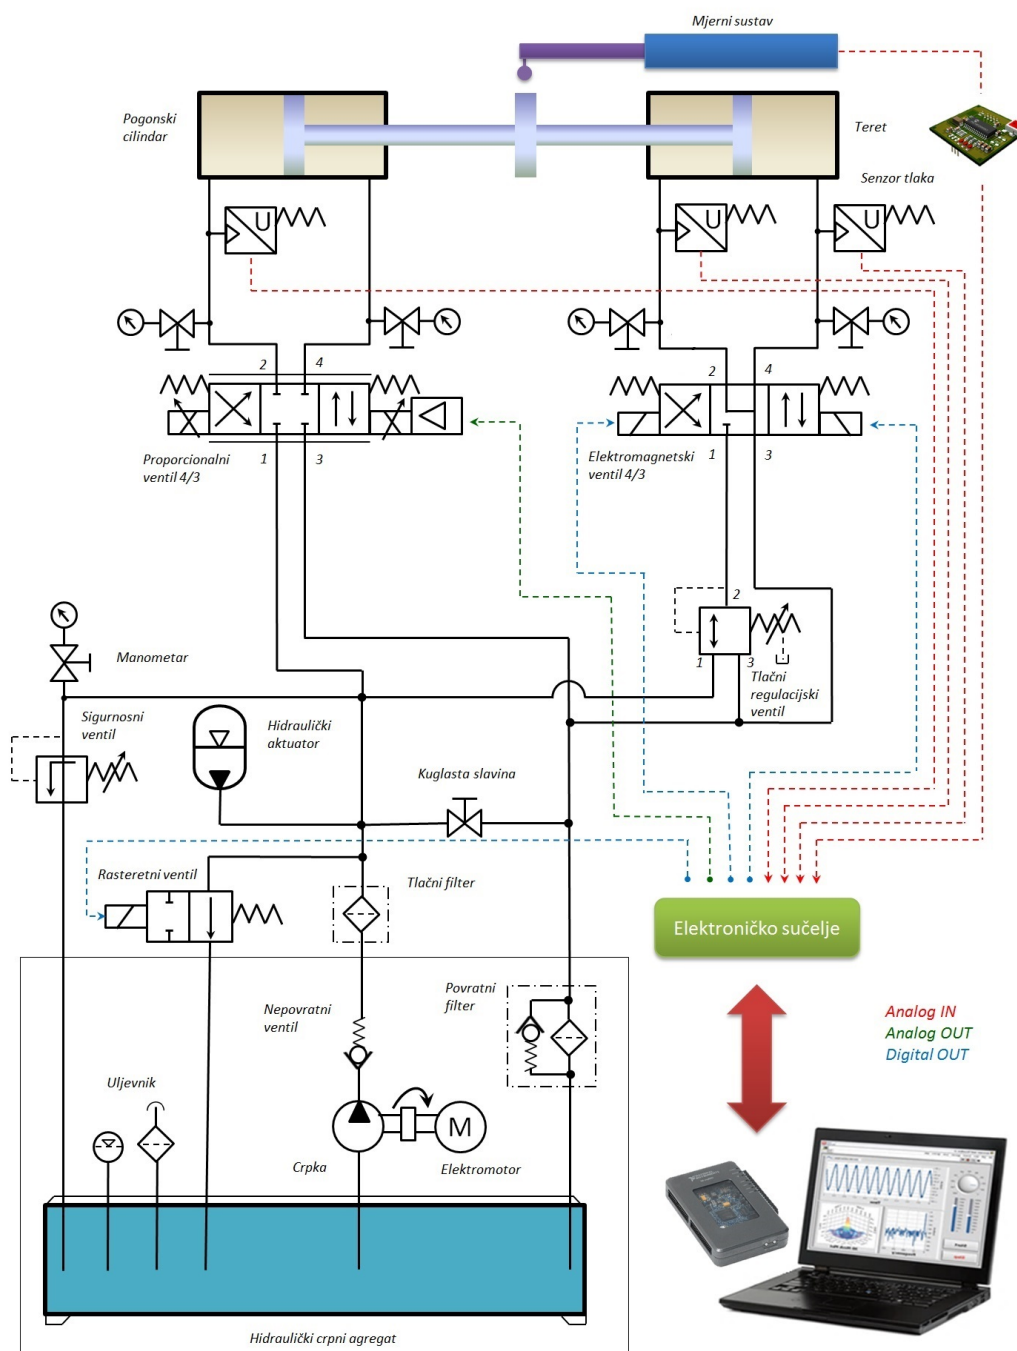 Mjerni sustav
Pogonski
cilindar
Teret
Senzor tlaka
U
U
U
2
4
2
4
Proporcionalni
ventil 4/3
1
3
Elektromagnetski
ventil 4/3
1
3
2
1
3
Manometar
Tlačni
regulacijski
ventil
Sigurnosni
ventil
Hidraulički
aktuator
Kuglasta slavina
Rasteretni ventil
Tlačni filter
Elektroničko sučelje
Nepovratni
ventil
Povratni
filter
Analog IN
Analog OUT
Digital OUT
Uljevnik
M
Crpka
Elektromotor
Hidraulički crpni agregat